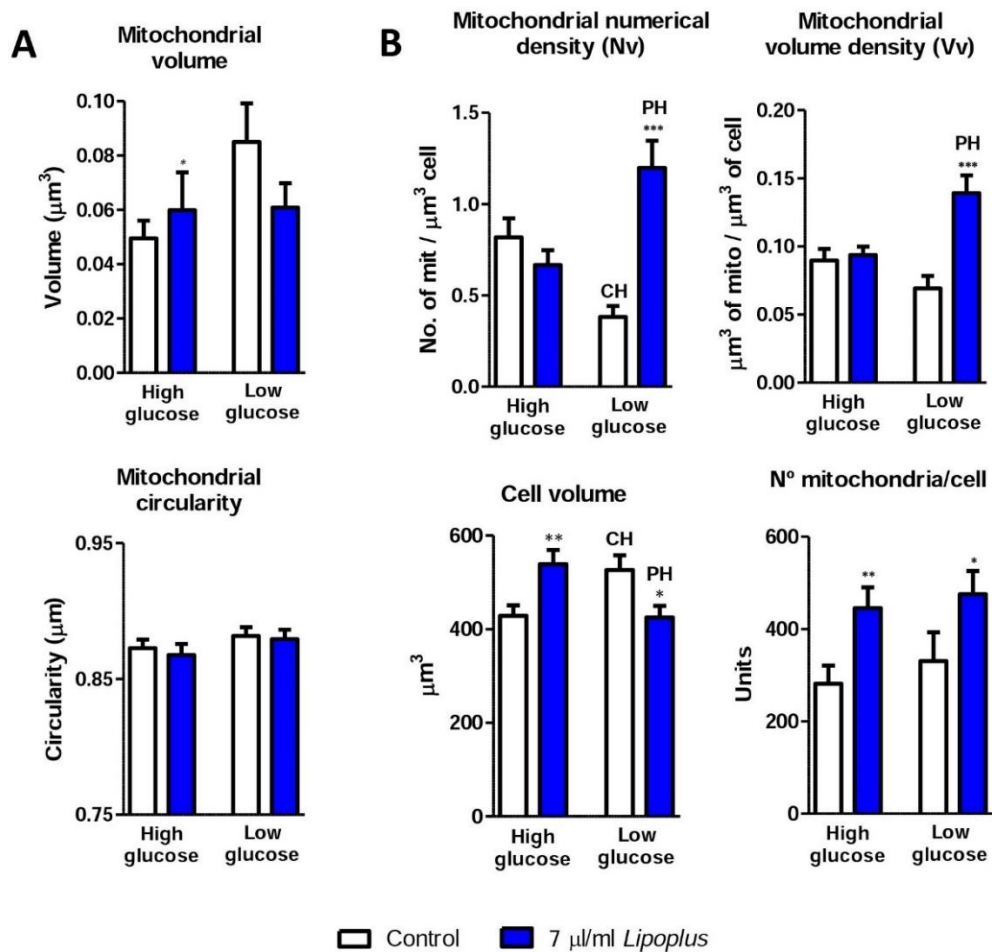 A
Mitochondrial
volume
Volume (μm³)
0.10
0.08
0.06
0.04
0.02
0.00
*
High
glucose
Low
glucose
B
Mitochondrial numerical
density (Nv)
No. of mit / μm³ cell
1.5
1.0
0.5
0.0
CH
PH
***
High
glucose
Low
glucose
Mitochondrial
volume density (Vv)
μm³ of mito / μm³ of cell
0.20
0.15
0.10
0.05
0.00
PH
***
High
glucose
Low
glucose
Mitochondrial
circularity
Circularity (μm)
0.95
0.85
0.75
High
glucose
Low
glucose
Cell volume
μm³
600
400
200
0
**
CH
PH
*
High
glucose
Low
glucose
Nº mitochondria/cell
Units
600
400
200
0
**
*
High
glucose
Low
glucose
Control
7 μl/ml Lipoplus